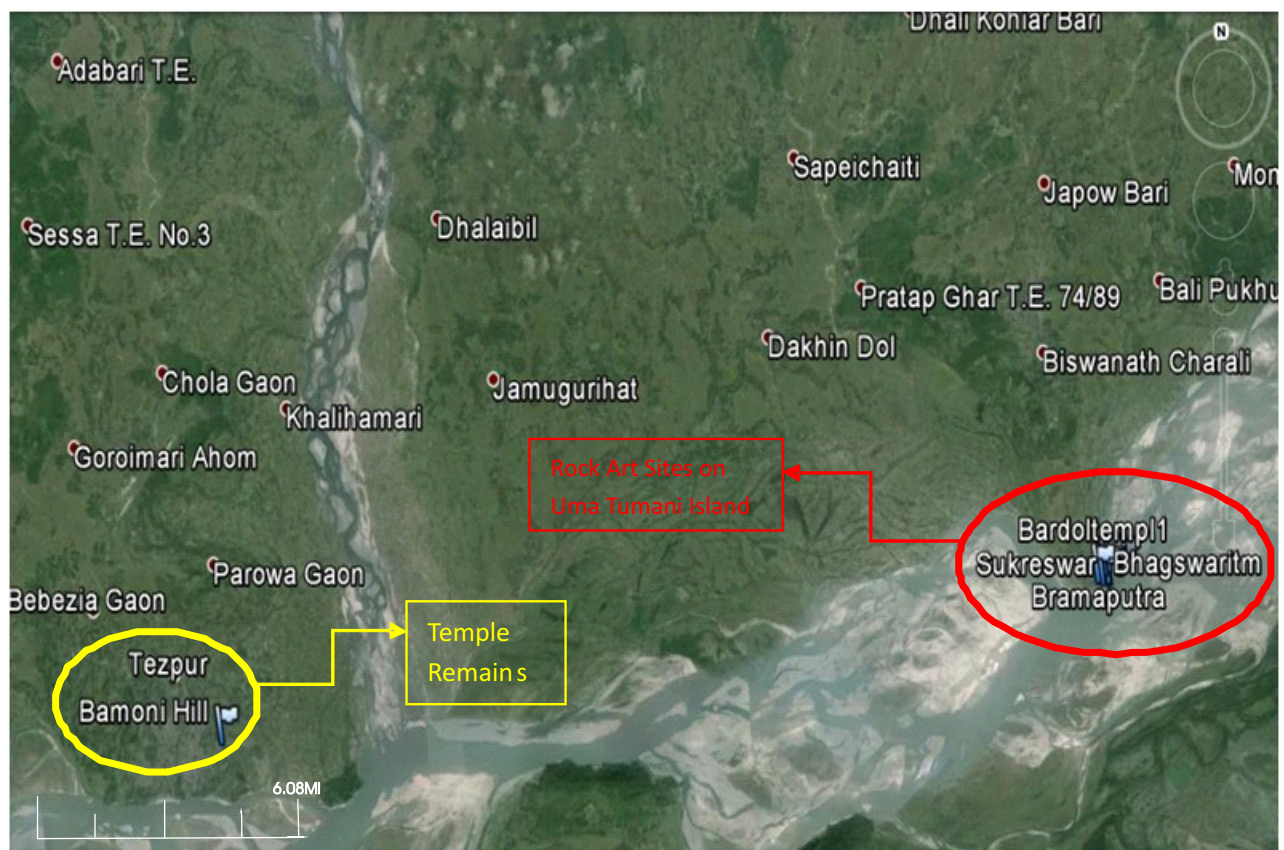 Dhali Konlar Bari
N
Adabari T.E.
Sapeichaiti
Mon
Japow Bari
Sessa T.E. No.3
Dhalaibil
Pratap Ghar T.E. 74/89
Bali Pukhu
Dakhin Dol
Biswanath Charali
Chola Gaon
Jamugurihat
Khalihamari
Goroimari Ahom
Rock Art Sites on
Uma Tumani Island
Bardoltempl1
Sukreswar Bhagswaritm
Bramaputra
Parowa Gaon
Bebezia Gaon
Temple
Remains
Tezpur
Bamoni Hill
6.08MI